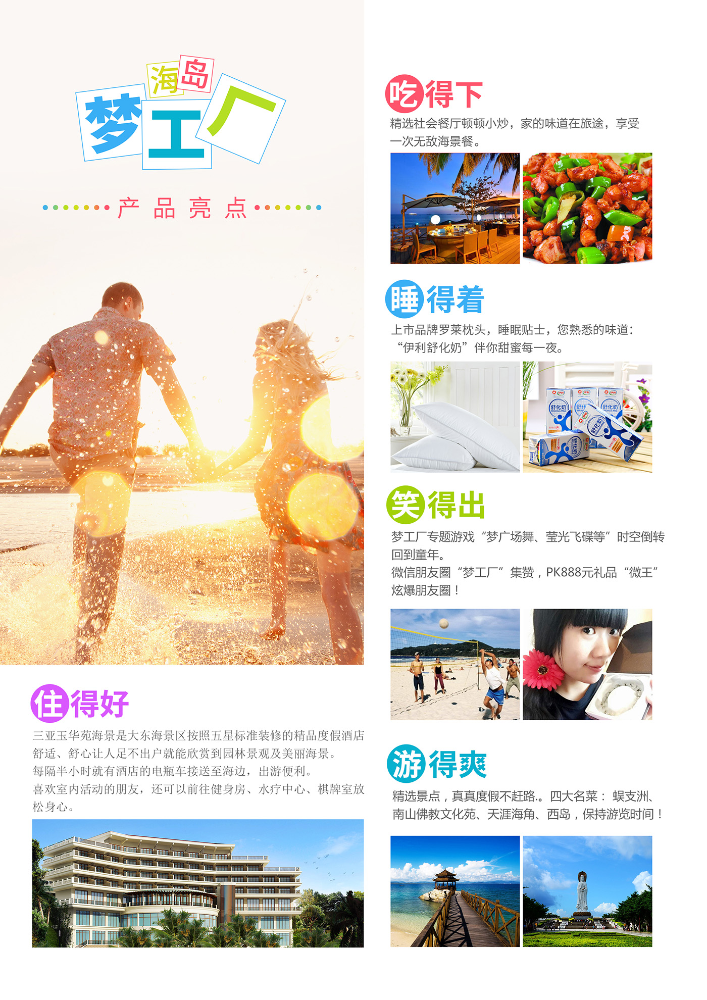 海岛
梦工厂
产品亮点
住得好
三亚玉华苑海景是大东海景区按照五星标准装修的精品度假酒店
舒适、舒心让人足不出户就能欣赏到园林景观及美丽海景。
每隔半小时就有酒店的电瓶车接送至海边，出游便利。
喜欢室内活动的朋友，还可以前往健身房、水疗中心、棋牌室放
松身心。
吃得下
精选社会餐厅顿顿小炒，家的味道在旅途，享受
一次无敌海景餐。
睡得着
上市品牌罗莱枕头，睡眠贴士，您熟悉的味道：
“伊利舒化奶”伴你甜蜜每一夜。
舒化奶
舒化奶
舒化奶
舒化奶
笑得出
梦工厂专题游戏“梦广场舞、莹光飞碟等”时空倒转
回到童年。
微信朋友圈“梦工厂”集赞，PK888元礼品“微王”
炫爆朋友圈！
游得爽
精选景点，真真度假不赶路.。四大名菜：蜈支洲、
南山佛教文化苑、天涯海角、西岛，保持游览时间！